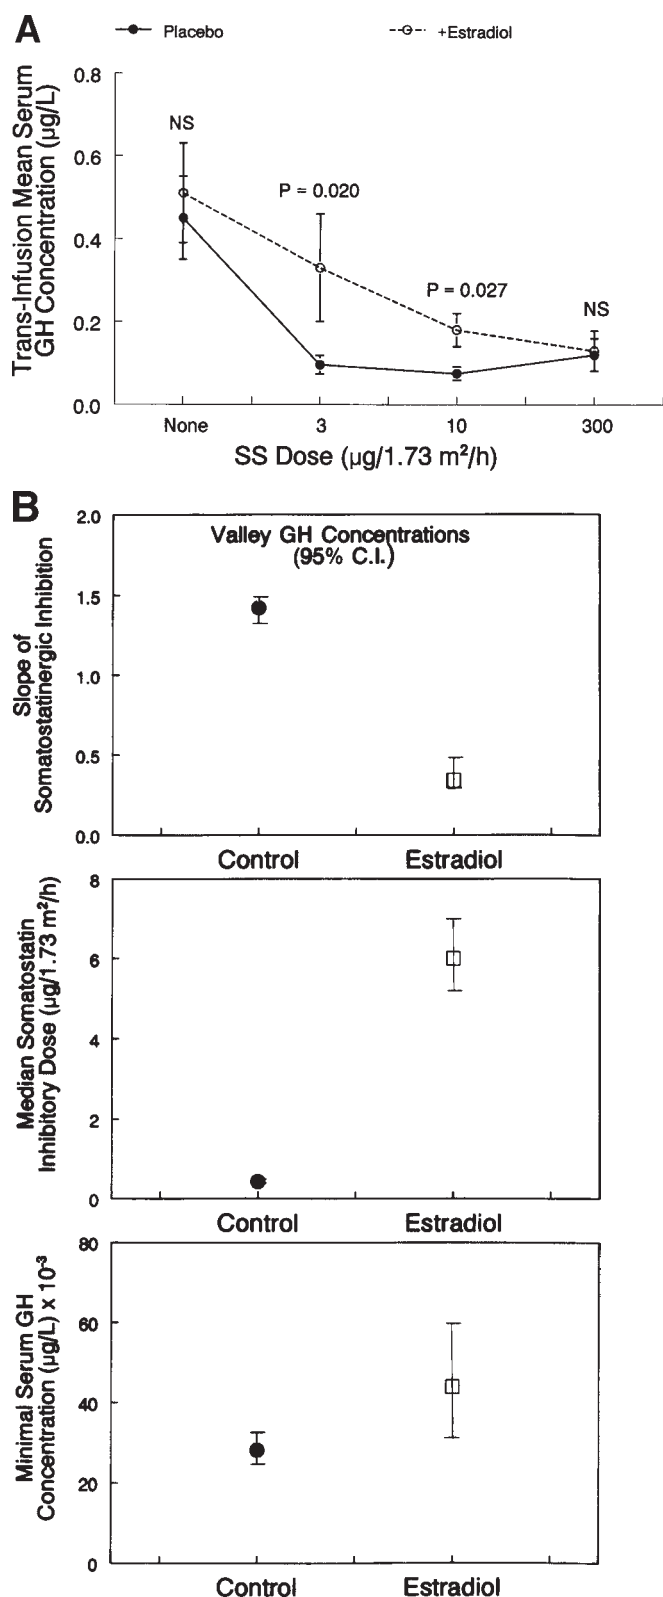 A
Placebo
+Estradiol
Trans-Infusion Mean Serum
GH Concentration (µg/L)
0.8
0.6
0.4
0.2
0.0
NS
P = 0.020
P = 0.027
NS
None
3
10
300
SS Dose (µg/1.73 m²/h)
B
Valley GH Concentrations
(95% C.I.)
Slope of
Somatostatinergic Inhibition
2.0
1.5
1.0
0.5
0.0
Control
Estradiol
Median Somatostatin
Inhibitory Dose (µg/1.73 m²/h)
8
6
4
2
0
Control
Estradiol
Minimal Serum GH
Concentration (µg/L) x 10⁻³
80
60
40
20
0
Control
Estradiol